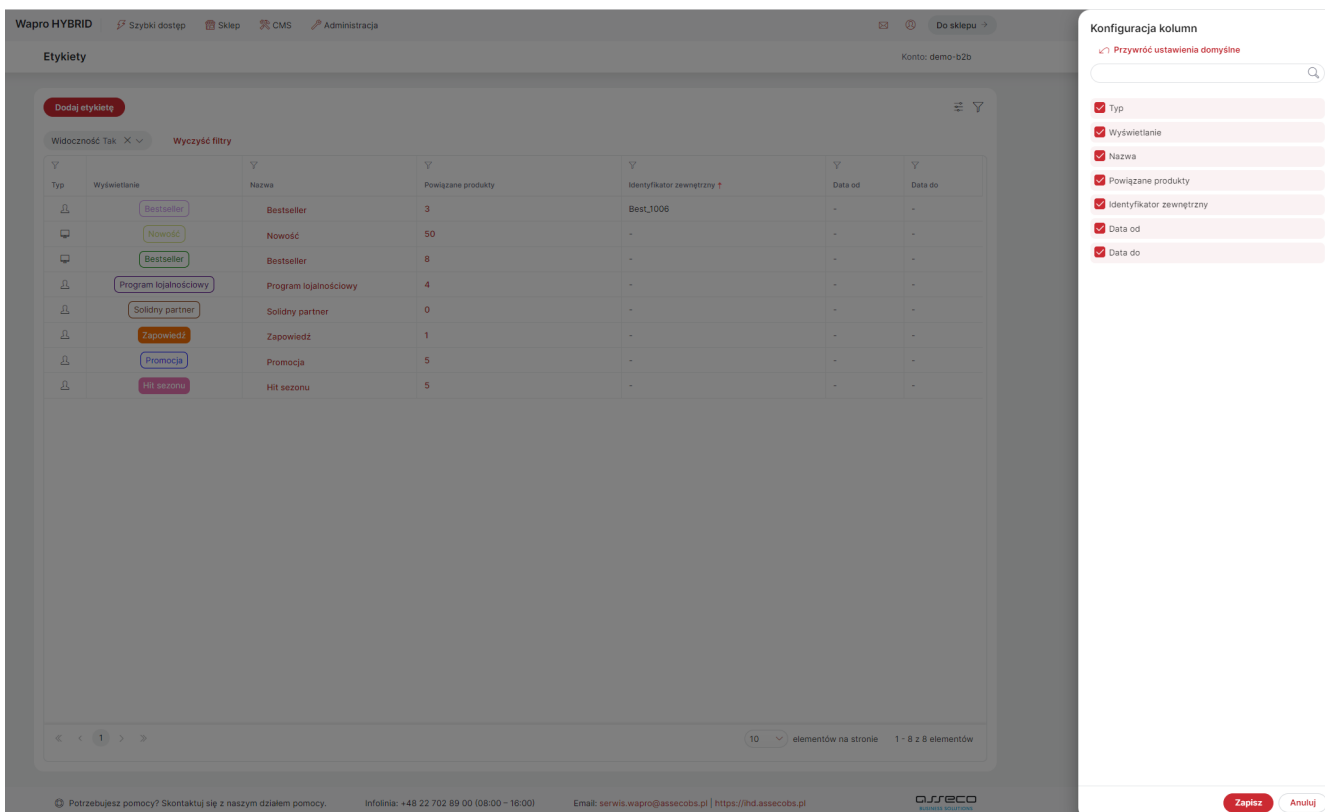 Wapro HYBRID Szybki dostęp Sklep CMS Administracja Do sklepu
Etykiety Konto: demo-b2b
Dodaj etykietę
Widoczność Tak Wyczyść filtry
Typ Wyświetlanie Nazwa Powiązane produkty Identyfikator zewnętrzny ↑ Data od Data do
Bestseller Bestseller 3 Best_1006 - -
Nowość Nowość 50 - - -
Bestseller Bestseller 8 - - -
Program lojalnościowy Program lojalnościowy 4 - - -
Solidny partner Solidny partner 0 - - -
Zapowiedź Zapowiedź 1 - - -
Promocja Promocja 5 - - -
Hit sezonu Hit sezonu 5 - - -
1 10 elementów na stronie 1 - 8 z 8 elementów
Potrzebujesz pomocy? Skontaktuj się z naszym działem pomocy. Infolinia: +48 22 702 89 00 (08:00 – 16:00) Email: serwis.wapro@assecobs.pl | https://ihd.assecobs.pl
asseco
BUSINESS SOLUTIONS
Konfiguracja kolumn
Przywróć ustawienia domyślne
Typ
Wyświetlanie
Nazwa
Powiązane produkty
Identyfikator zewnętrzny
Data od
Data do
Zapisz Anuluj